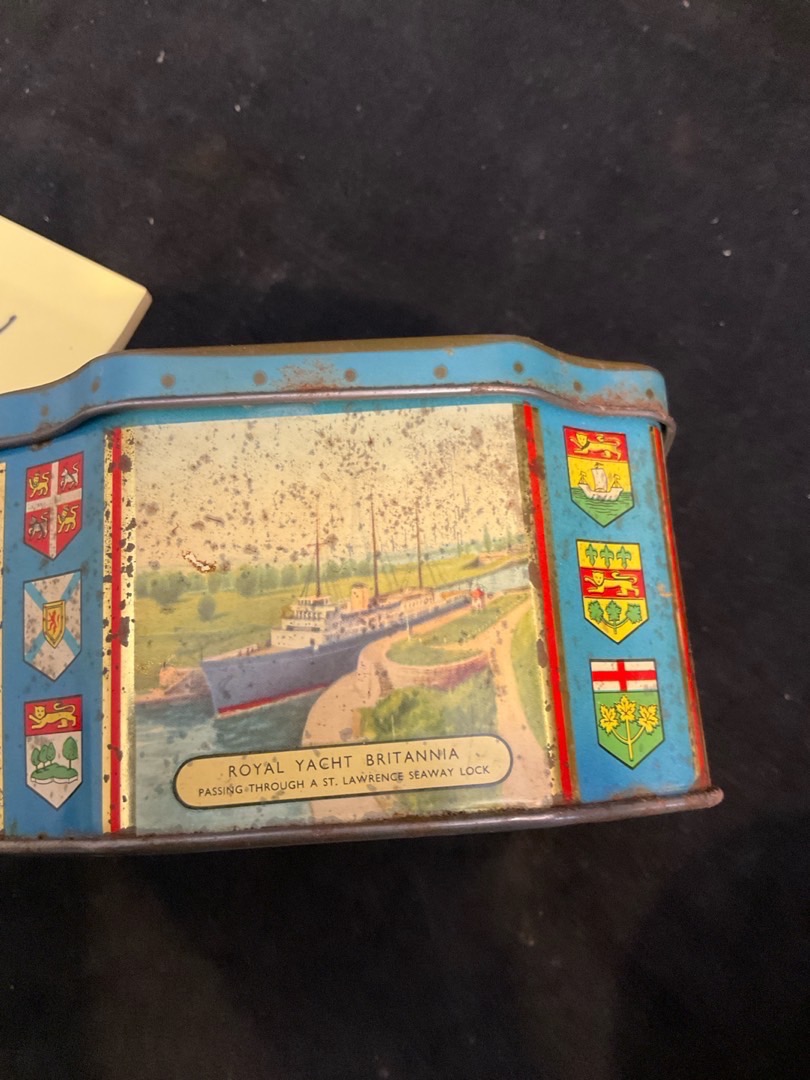 ROYAL YACHT BRITANNIA
PASSING THROUGH A ST. LAWRENCE SEAWAY LOCK